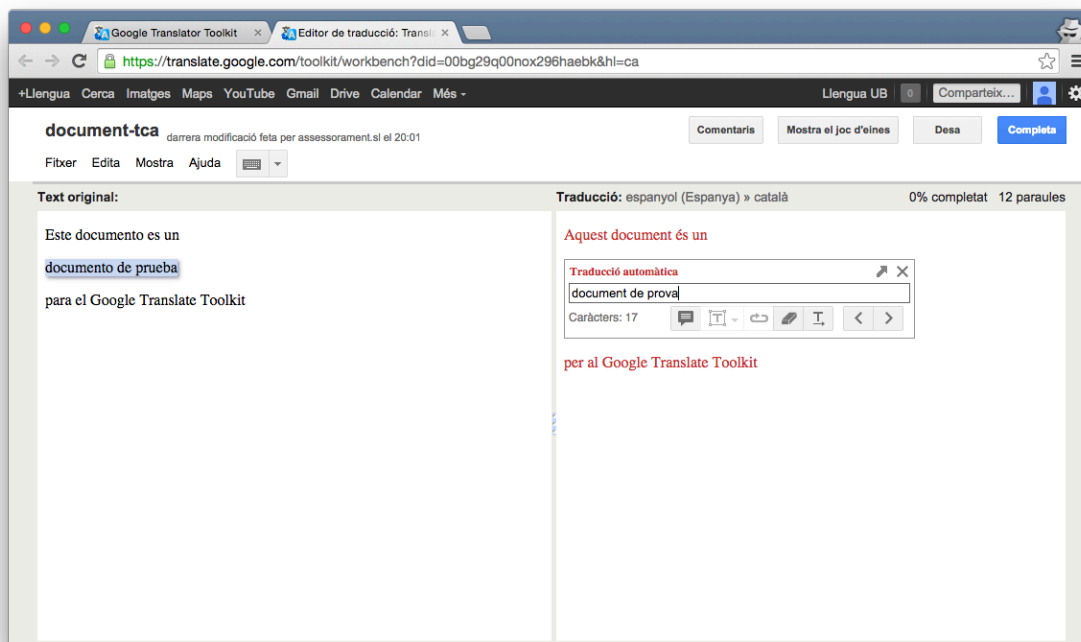 Google Translator Toolkit
Editor de traducció: Transl
https://translate.google.com/toolkit/workbench?did=00bg29q00nox296haebk&hl=ca
+Llengua Cerca Imatges Maps YouTube Gmail Drive Calendar Més
Llengua UB 0 Comparteix...
document-tca darrera modificació feta per assessorament.sl el 20:01
Comentaris Mostra el joc d'eines Desa Completa
Fitxer Edita Mostra Ajuda
Text original:
Traducció: espanyol (Espanya) » català 0% completat 12 paraules
Este documento es un
documento de prueba
para el Google Translate Toolkit
Aquest document és un
Traducció automàtica
document de prova
Caràcters: 17
per al Google Translate Toolkit